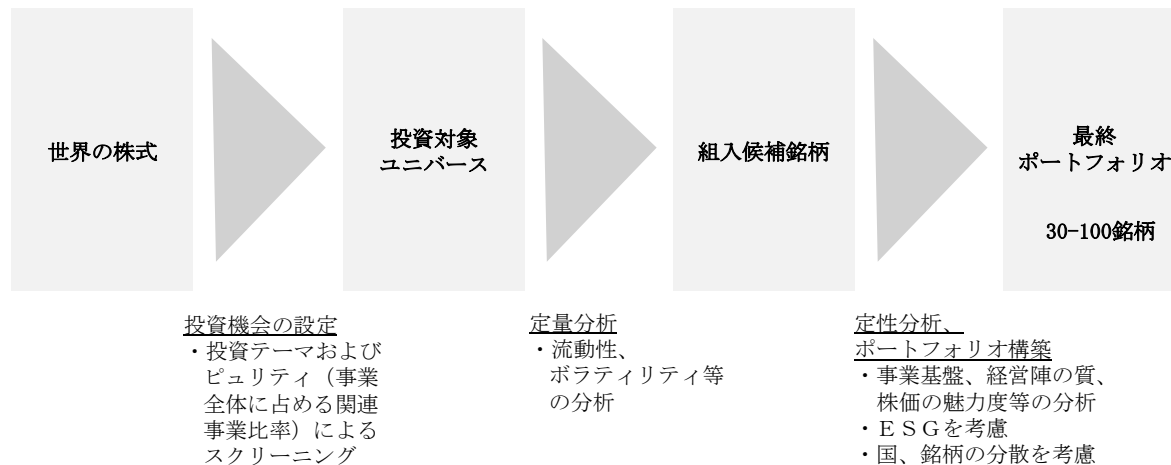 世界の株式
投資対象
ユニバース
組入候補銘柄
最終
ポートフォリオ
30-100銘柄
投資機会の設定
・投資テーマおよび
ピュリティ（事業
全体に占める関連
事業比率）による
スクリーニング
定量分析
・流動性、
ボラティリティ等
の分析
定性分析、
ポートフォリオ構築
・事業基盤、経営陣の質、
株価の魅力度等の分析
・ＥＳＧを考慮
・国、銘柄の分散を考慮